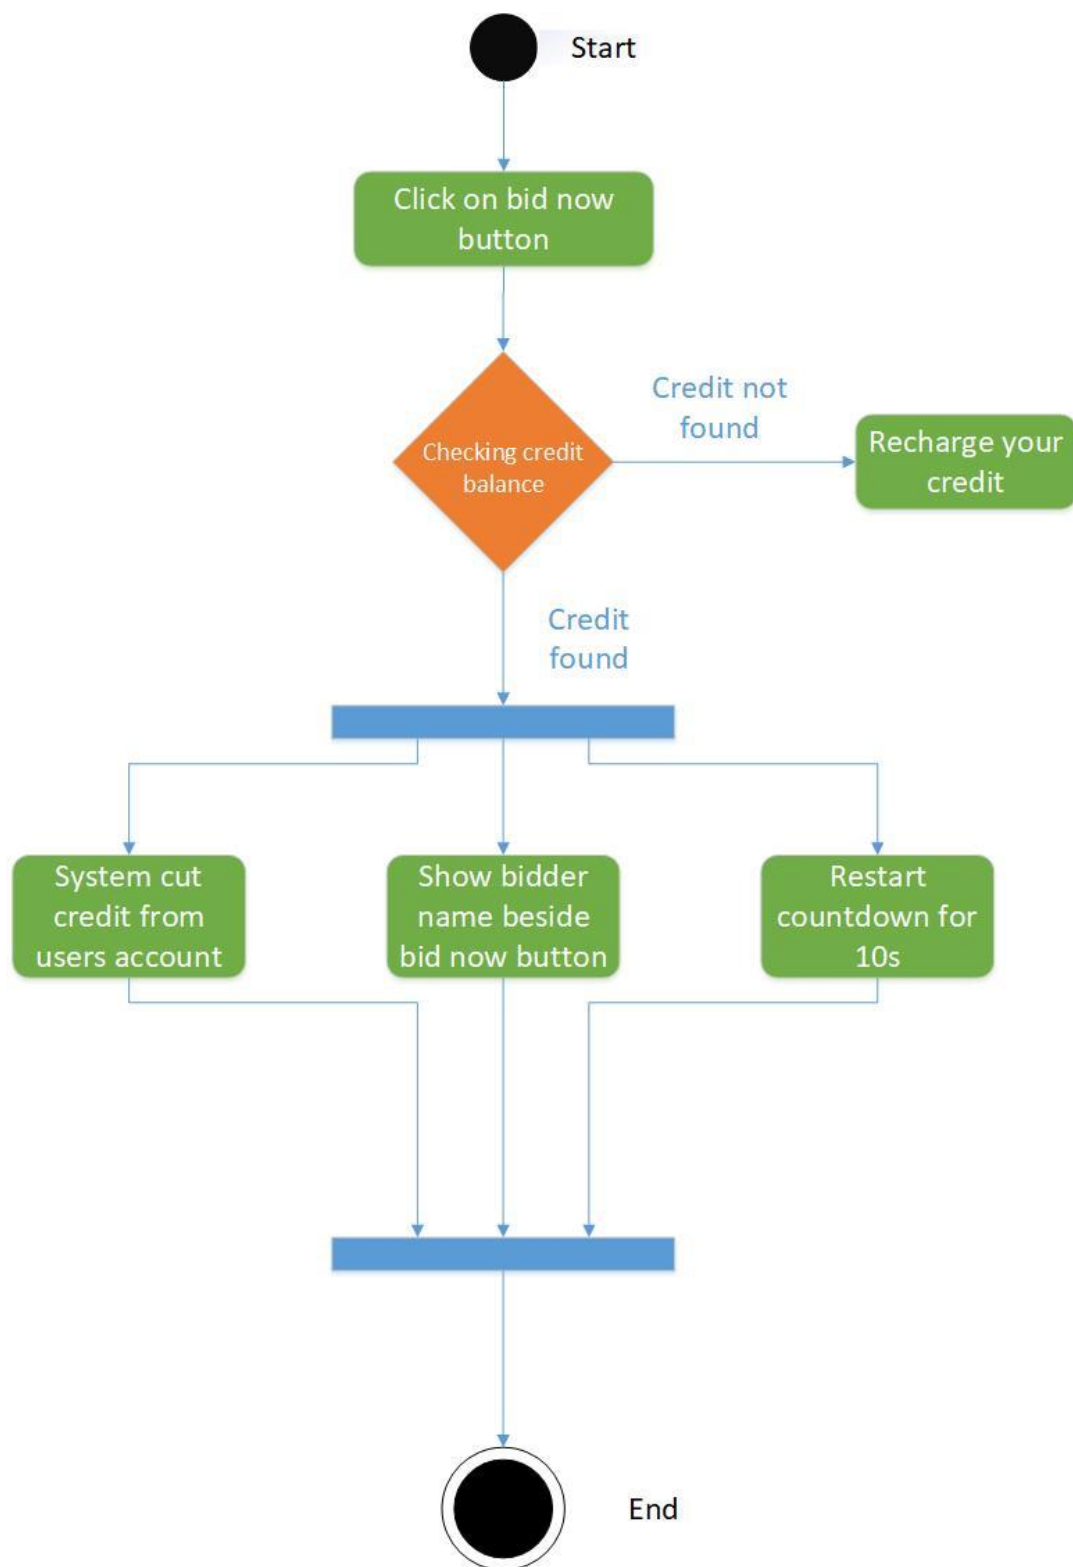 Start
Click on bid now
button
Credit not
found
Checking credit
balance
Recharge your
credit
Credit
found
System cut
credit from
users account
Show bidder
name beside
bid now button
Restart
countdown for
10s
End